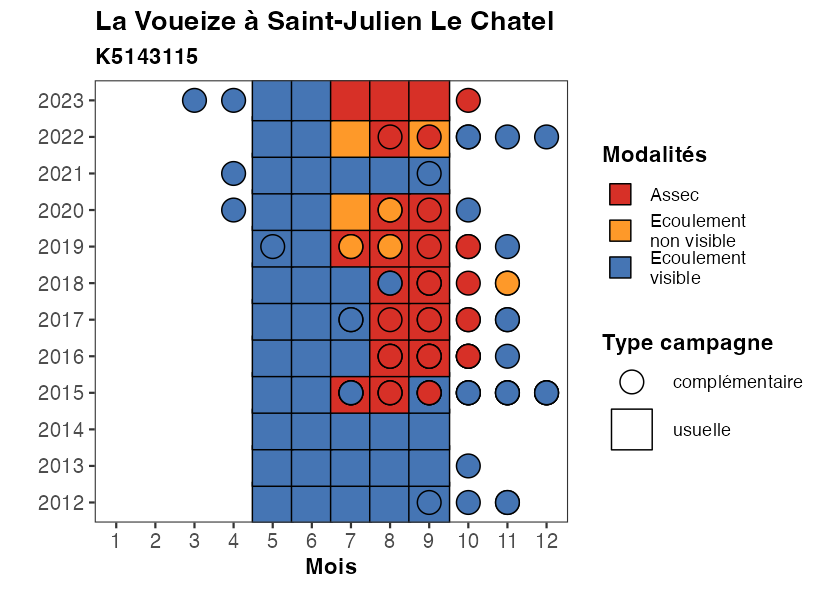 La Voueize à Saint-Julien Le Chatel
K5143115
2023
2022
2021
2020
2019
2018
2017
2016
2015
2014
2013
2012
1 2 3 4 5 6 7 8 9 10 11 12
Mois
Modalités
Assec
Ecoulement
non visible
Ecoulement
visible
Type campagne
complémentaire
usuelle